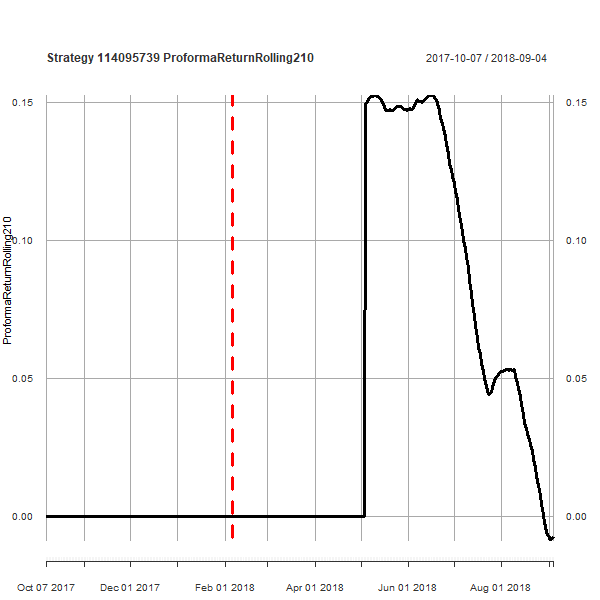 Strategy 114095739 ProformaReturnRolling210
2017-10-07 / 2018-09-04
ProformaReturnRolling210
0.15
0.15
0.10
0.10
0.05
0.05
0.00
0.00
Oct 07 2017
Dec 01 2017
Feb 01 2018
Apr 01 2018
Jun 01 2018
Aug 01 2018